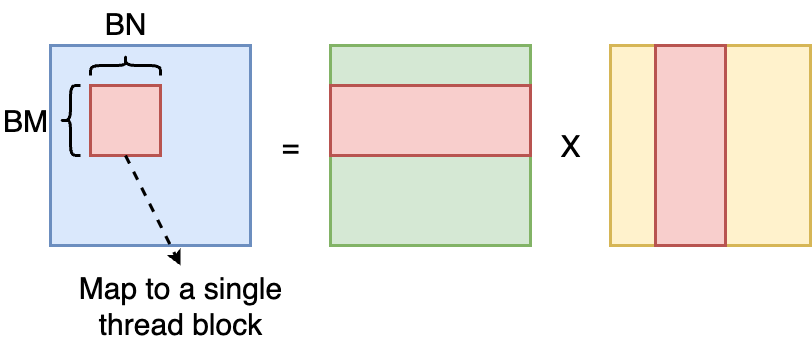 BN
BM
=
X
Map to a single
thread block